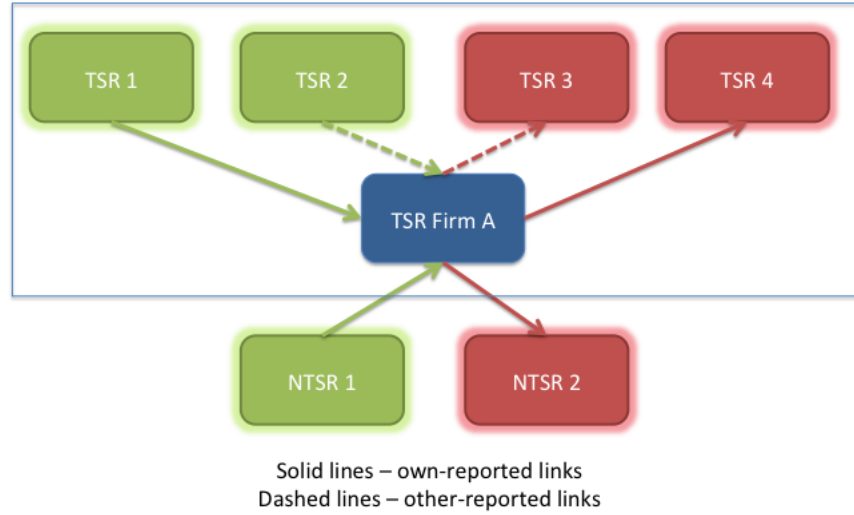 TSR 1
TSR 2
TSR 3
TSR 4
TSR Firm A
NTSR 1
NTSR 2
Solid lines – own-reported links
Dashed lines – other-reported links